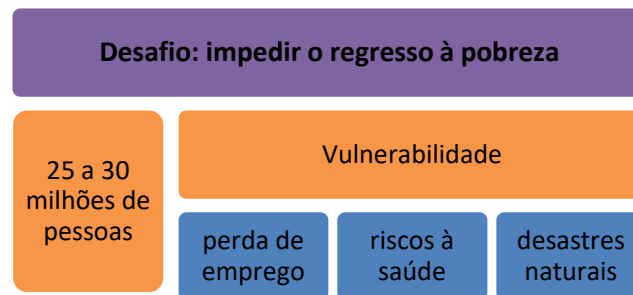 Desafio: impedir o regresso à pobreza
25 a 30
milhões de
pessoas
Vulnerabilidade
perda de
emprego
riscos à
saúde
desastres
naturais